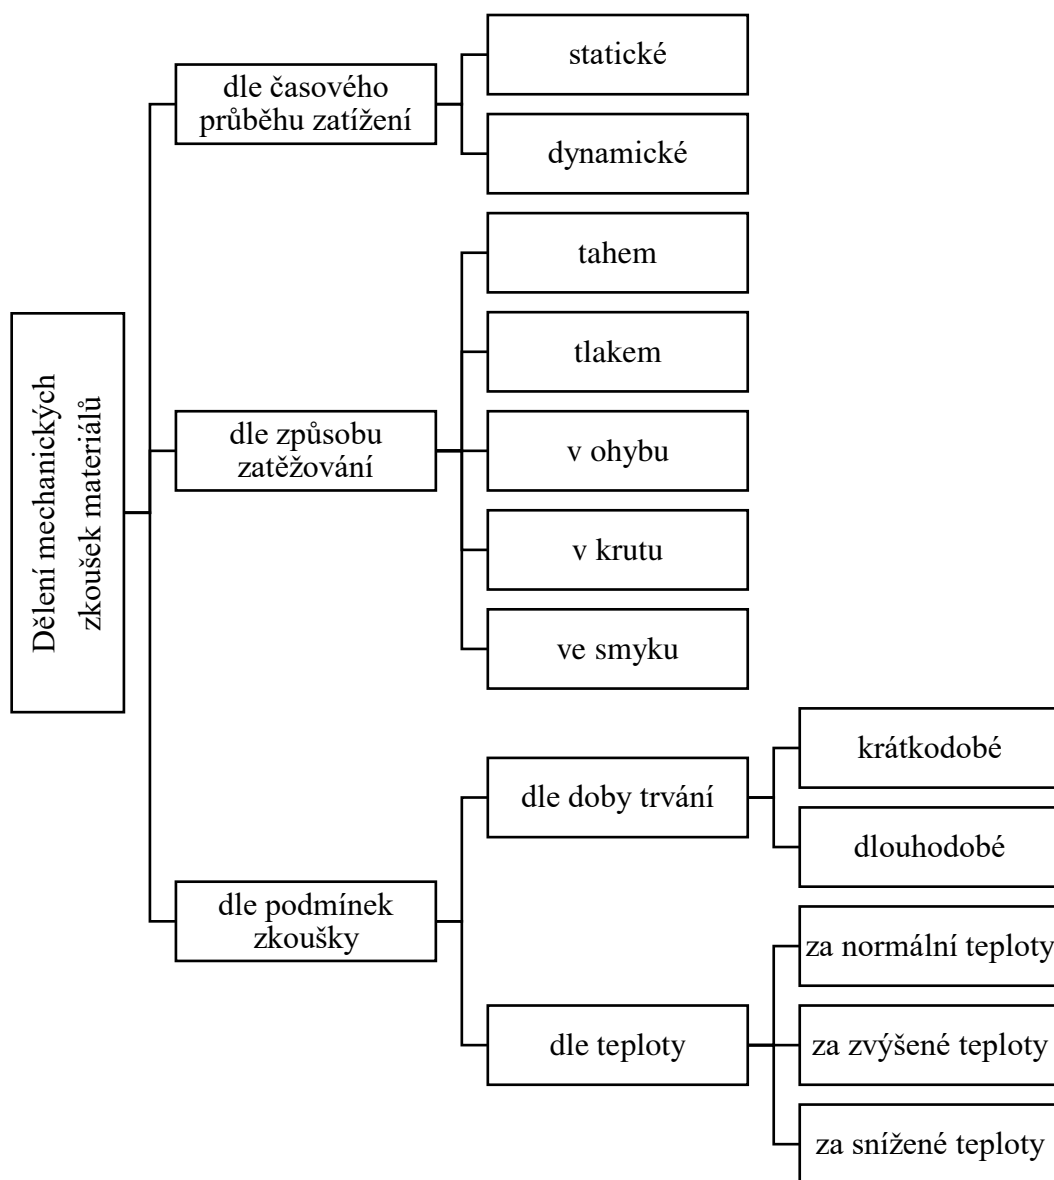 Dělení mechanických
zkoušek materiálů
dle časového
průběhu zatížení
statické
dynamické
dle způsobu
zatěžování
tahem
tlakem
v ohybu
v krutu
ve smyku
dle podmínek
zkoušky
dle doby trvání
krátkodobé
dlouhodobé
dle teploty
za normální teploty
za zvýšené teploty
za snížené teploty